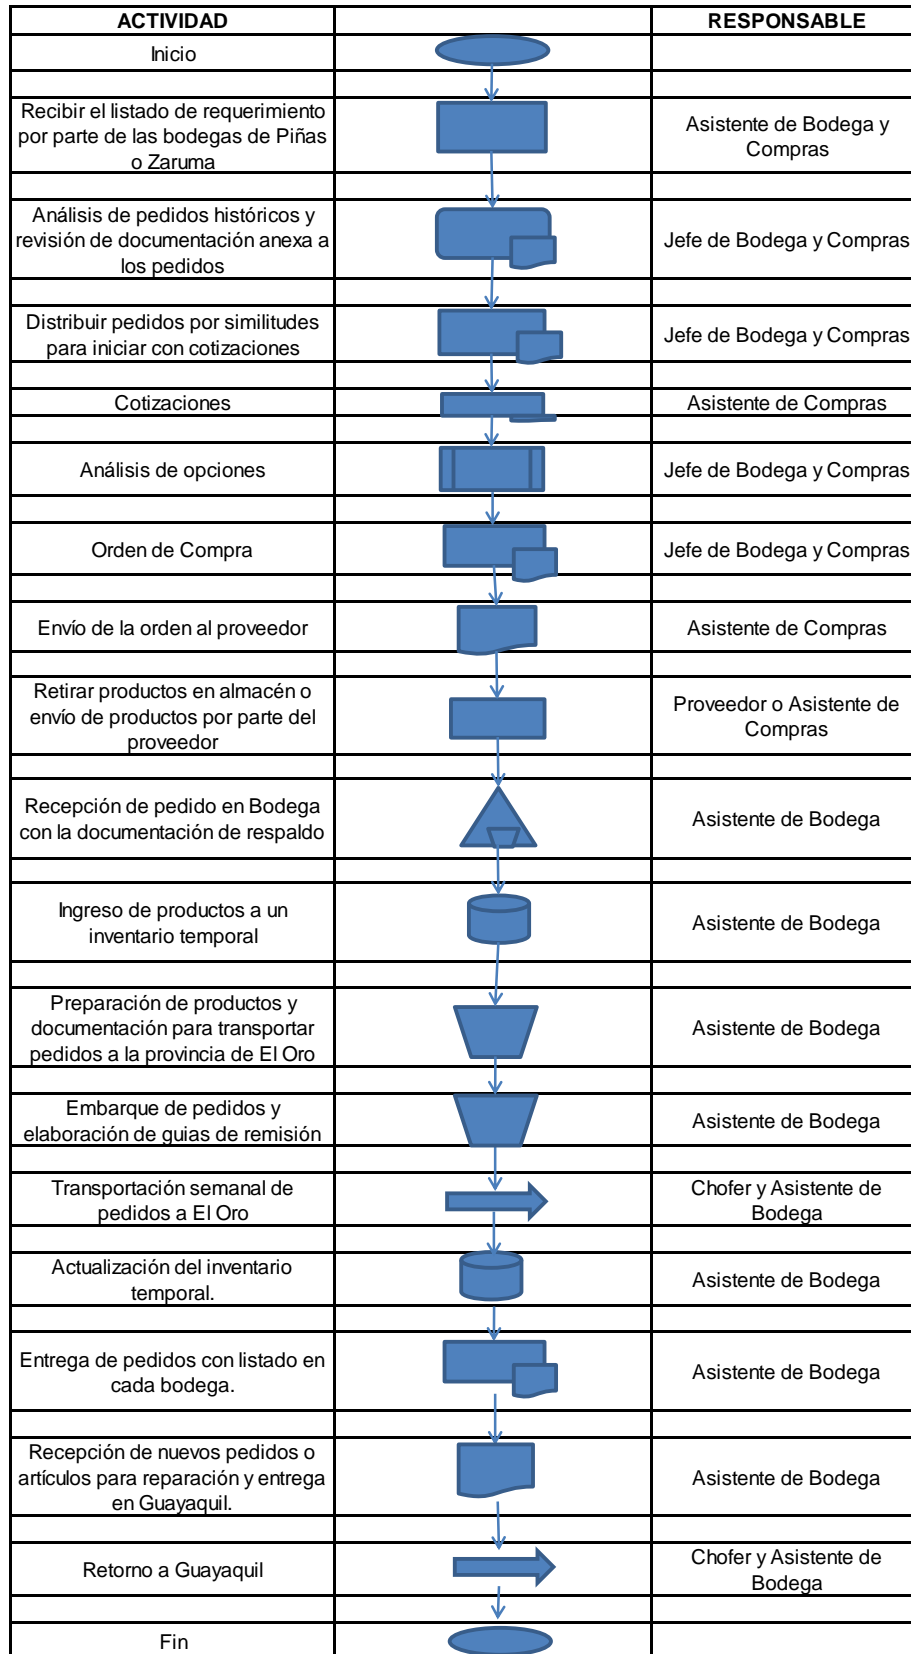 ACTIVIDAD RESPONSABLE
Inicio
Recibir el listado de requerimiento
por parte de las bodegas de Piñas
o Zaruma
Asistente de Bodega y
Compras
Análisis de pedidos históricos y
revisión de documentación anexa a
los pedidos
Jefe de Bodega y Compras
Distribuir pedidos por similitudes
para iniciar con cotizaciones
Jefe de Bodega y Compras
Cotizaciones
Asistente de Compras
Análisis de opciones
Jefe de Bodega y Compras
Orden de Compra
Jefe de Bodega y Compras
Envío de la orden al proveedor
Asistente de Compras
Retirar productos en almacén o
envío de productos por parte del
proveedor
Proveedor o Asistente de
Compras
Recepción de pedido en Bodega
con la documentación de respaldo
Asistente de Bodega
Ingreso de productos a un
inventario temporal
Asistente de Bodega
Preparación de productos y
documentación para transportar
pedidos a la provincia de El Oro
Asistente de Bodega
Embarque de pedidos y
elaboración de guias de remisión
Asistente de Bodega
Transportación semanal de
pedidos a El Oro
Chofer y Asistente de
Bodega
Actualización del inventario
temporal.
Asistente de Bodega
Entrega de pedidos con listado en
cada bodega.
Asistente de Bodega
Recepción de nuevos pedidos o
artículos para reparación y entrega
en Guayaquil.
Asistente de Bodega
Retorno a Guayaquil
Chofer y Asistente de
Bodega
Fin